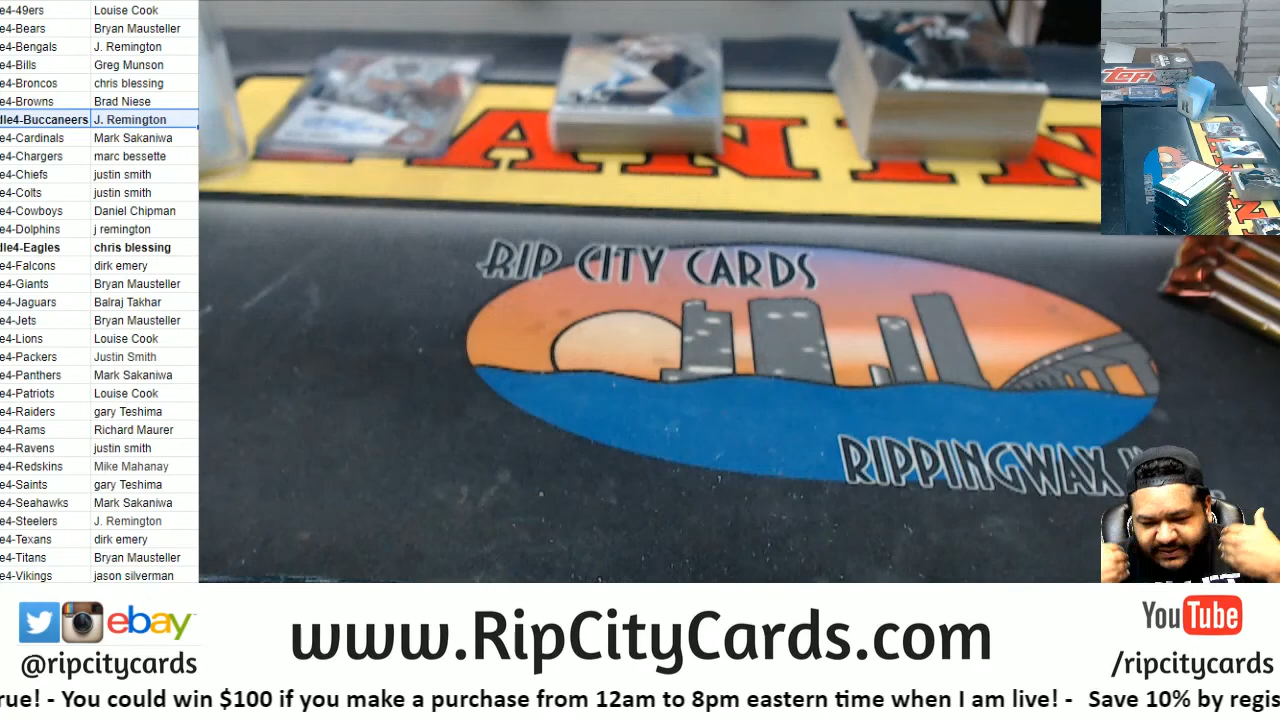 e4-49ers Louise Cook
e4-Bears Bryan Mausteller
e4-Bengals J. Remington
e4-Bills Greg Munson
e4-Broncos chris blessing
e4-Browns Brad Niese
dle4-Buccaneers J. Remington
e4-Cardinals Mark Sakaniwa
e4-Chargers marc bessette
e4-Chiefs justin smith
e4-Colts justin smith
e4-Cowboys Daniel Chipman
e4-Dolphins j remington
dle4-Eagles chris blessing
e4-Falcons dirk emery
e4-Giants Bryan Mausteller
e4-Jaguars Balraj Takhar
e4-Jets Bryan Mausteller
e4-Lions Louise Cook
e4-Packers Justin Smith
e4-Panthers Mark Sakaniwa
e4-Patriots Louise Cook
e4-Raiders gary Teshima
e4-Rams Richard Maurer
e4-Ravens justin smith
e4-Redskins Mike Mahanay
e4-Saints gary Teshima
e4-Seahawks Mark Sakaniwa
e4-Steelers J. Remington
e4-Texans dirk emery
e4-Titans Bryan Mausteller
e4-Vikings jason silverman
RIP CITY CARDS
RIPPINGWAX
ebay
@ripcitycards
www.RipCityCards.com
YouTube
/ripcitycards
rue! - You could win $100 if you make a purchase from 12am to 8pm eastern time when I am live! - Save 10% by regis